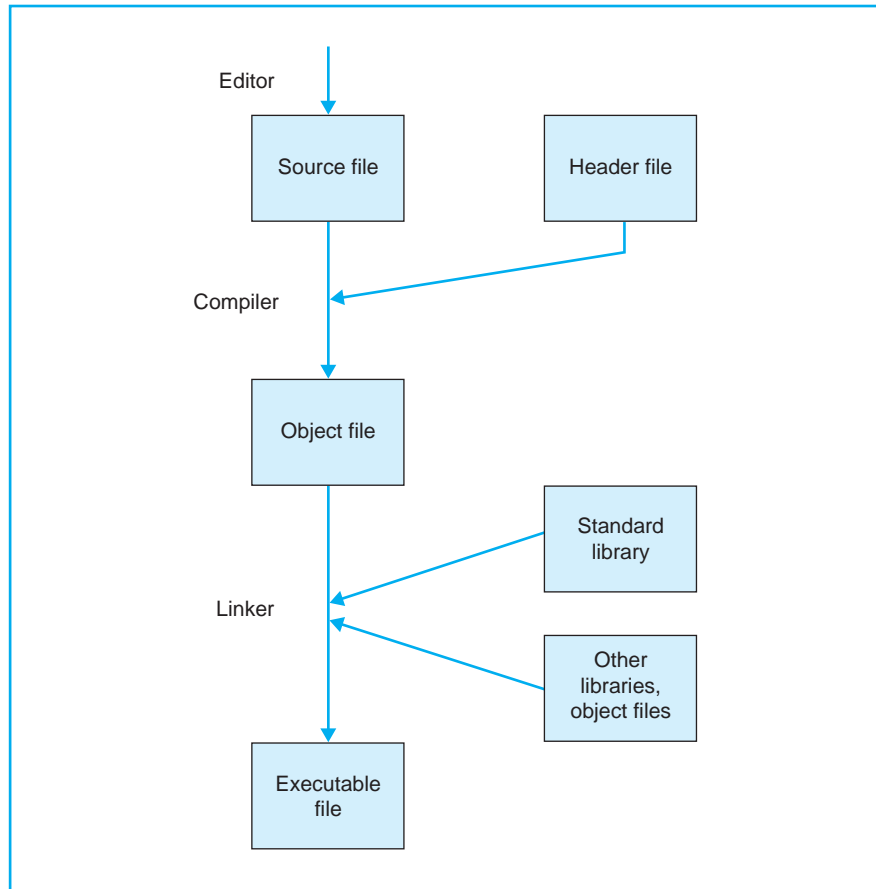 Editor
Source file
Header file
Compiler
Object file
Standard
library
Linker
Other
libraries,
object files
Executable
file